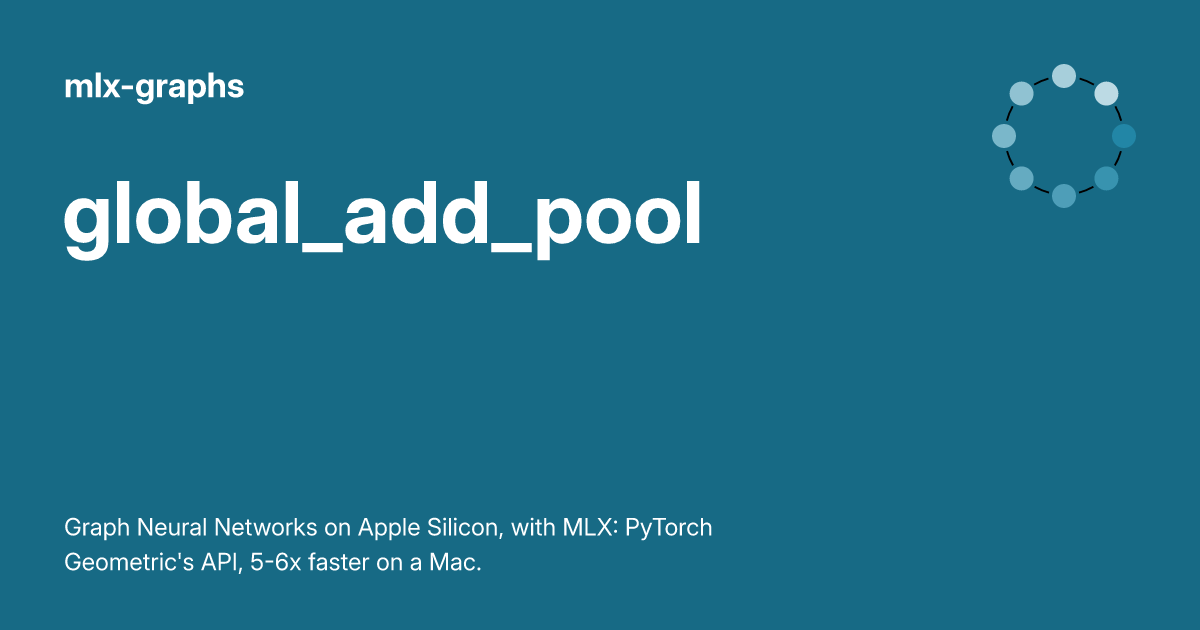 mlx-graphs
global_add_pool
Graph Neural Networks on Apple Silicon, with MLX: PyTorch
Geometric's API, 5-6x faster on a Mac.